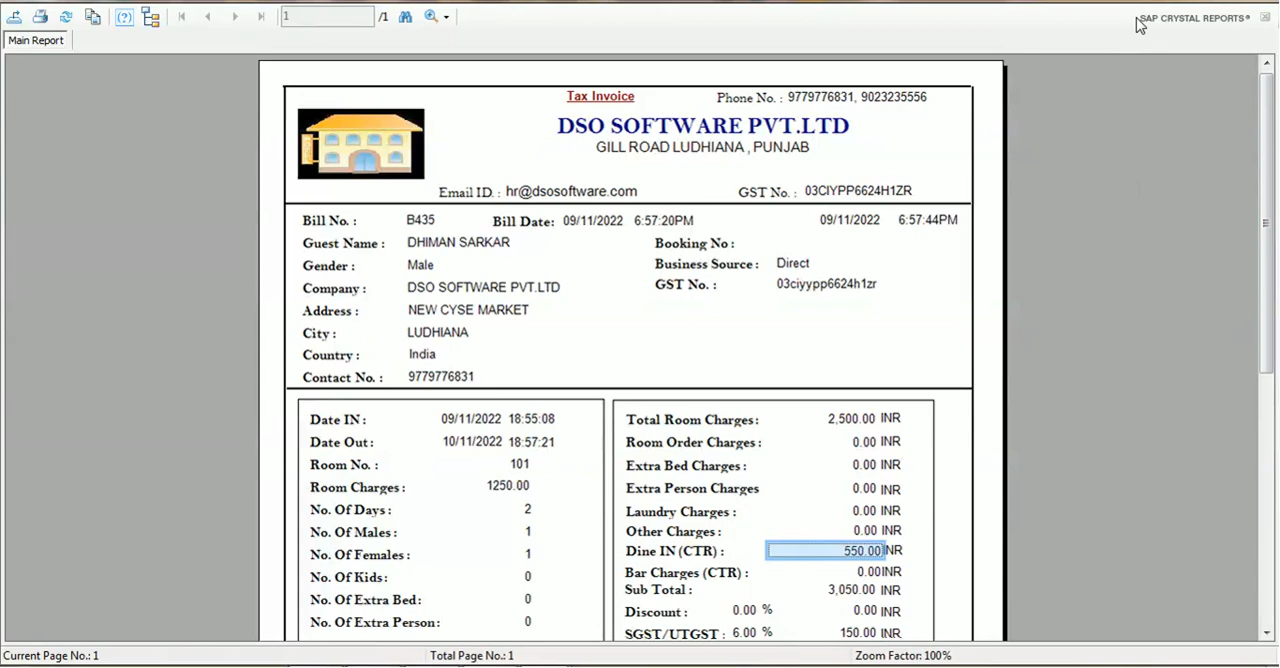 1 /1 SAP CRYSTAL REPORTS®
Main Report
Tax Invoice Phone No. : 9779776831, 9023235556
DSO SOFTWARE PVT.LTD
GILL ROAD LUDHIANA , PUNJAB
Email ID. : hr@dsosoftware.com GST No. : 03CIYPP6624H1ZR
Bill No. : B435 Bill Date: 09/11/2022 6:57:20PM 09/11/2022 6:57:44PM
Guest Name : DHIMAN SARKAR Booking No :
Gender : Male Business Source : Direct
Company : DSO SOFTWARE PVT.LTD GST No. : 03ciyypp6624h1zr
Address : NEW CYSE MARKET
City : LUDHIANA
Country : India
Contact No. : 9779776831
Date IN : 09/11/2022 18:55:08 Total Room Charges: 2,500.00 INR
Date Out : 10/11/2022 18:57:21 Room Order Charges : 0.00 INR
Room No. : 101 Extra Bed Charges : 0.00 INR
Room Charges : 1250.00 Extra Person Charges 0.00 INR
No. Of Days : 2 Laundry Charges : 0.00 INR
No. Of Males : 1 Other Charges : 0.00 INR
No. Of Females : 1 Dine IN (CTR) : 550.00 INR
No. Of Kids : 0 Bar Charges (CTR) : 0.00INR
No. Of Extra Bed: 0 Sub Total : 3,050.00 INR
No. Of Extra Person: 0 Discount : 0.00 % 0.00 INR
SGST/UTGST : 6.00 % 150.00 INR
Current Page No.: 1 Total Page No.: 1 Zoom Factor: 100%